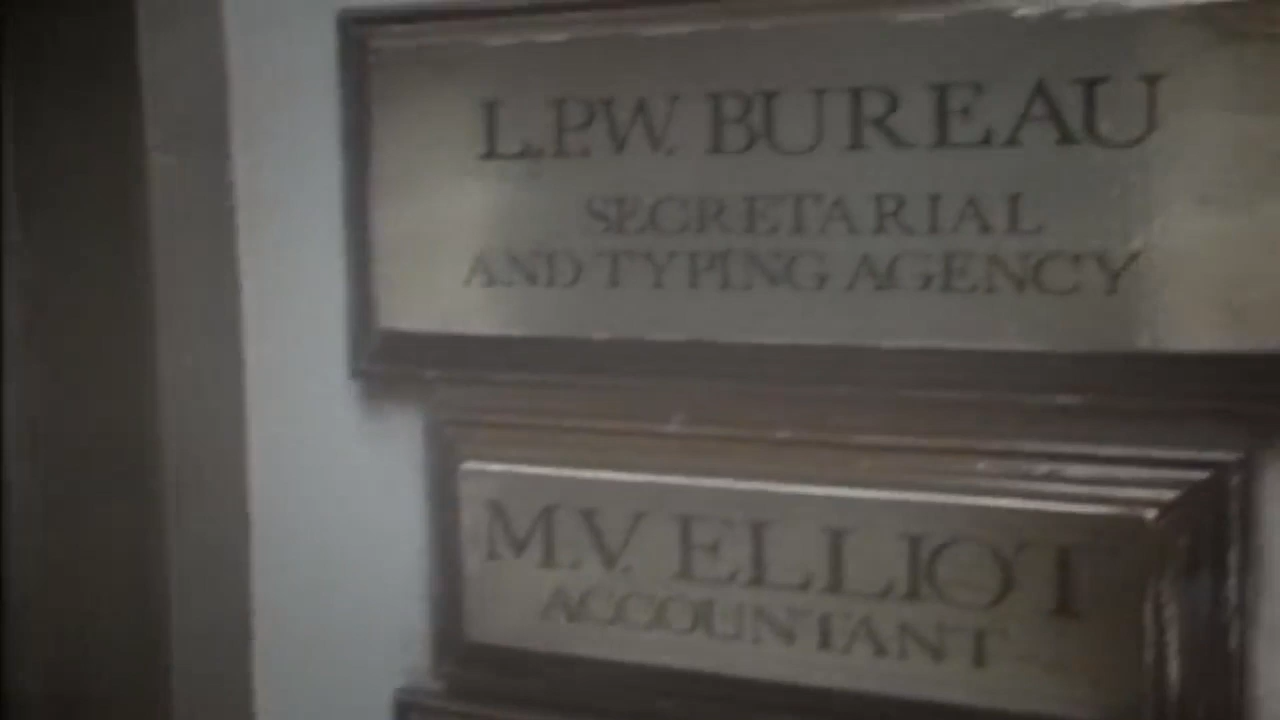 L.P.W. BUREAU
SECRETARIAL
AND TYPING AGENCY
M.V. ELLIOT
ACCOUNTANT